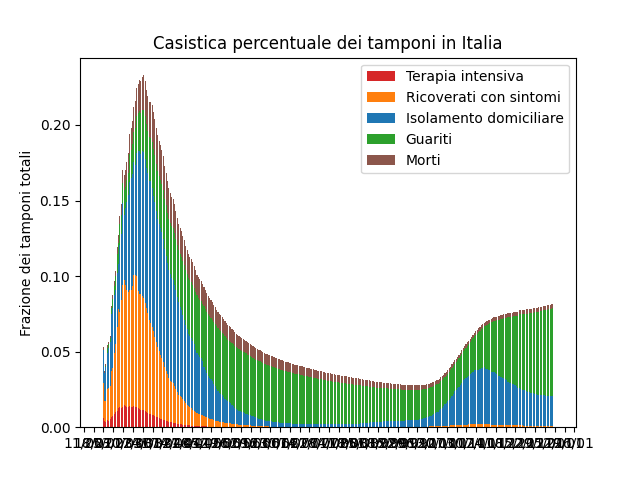 Casistica percentuale dei tamponi in Italia
Terapia intensiva
Ricoverati con sintomi
Isolamento domiciliare
Guariti
Morti
Frazione dei tamponi totali
0.20
0.15
0.10
0.05
0.00